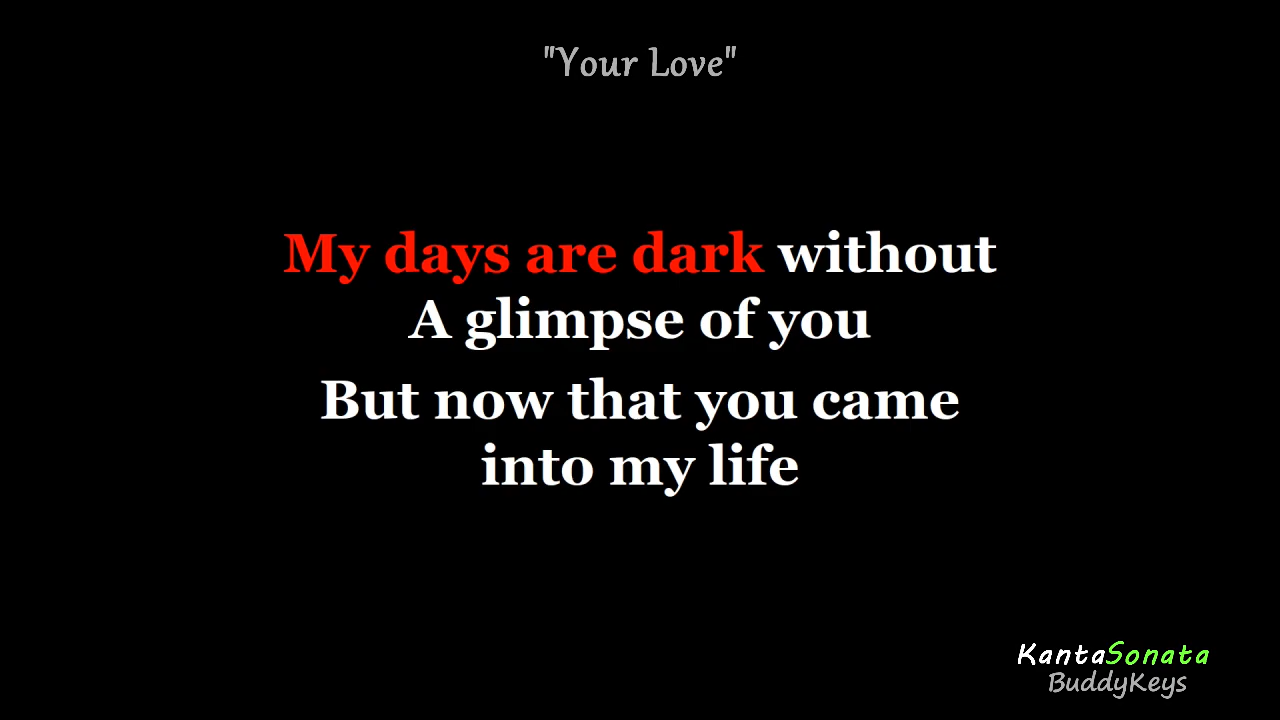 "Your Love"
My days are dark without
A glimpse of you
But now that you came
into my life
KantaSonata
BuddyKeys